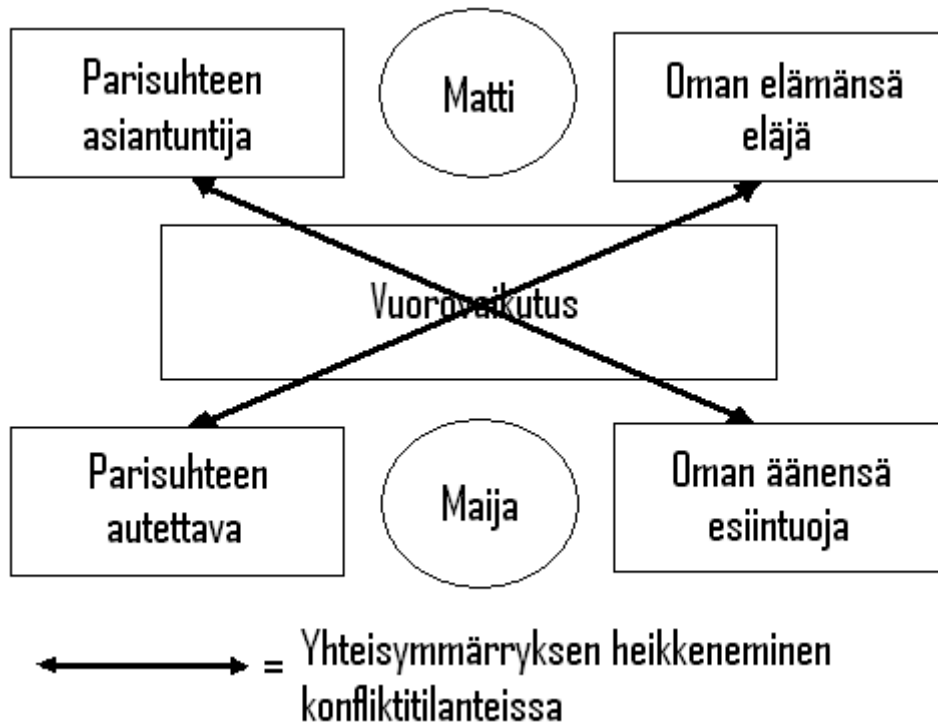 Parisuhteen
asiantuntija
Matti
Oman elämänsä
eläjä
Vuorovaikutus
Parisuhteen
autettava
Maija
Oman äänensä
esiintuoja
= Yhteisymmärryksen heikkeneminen
konfliktitilanteissa